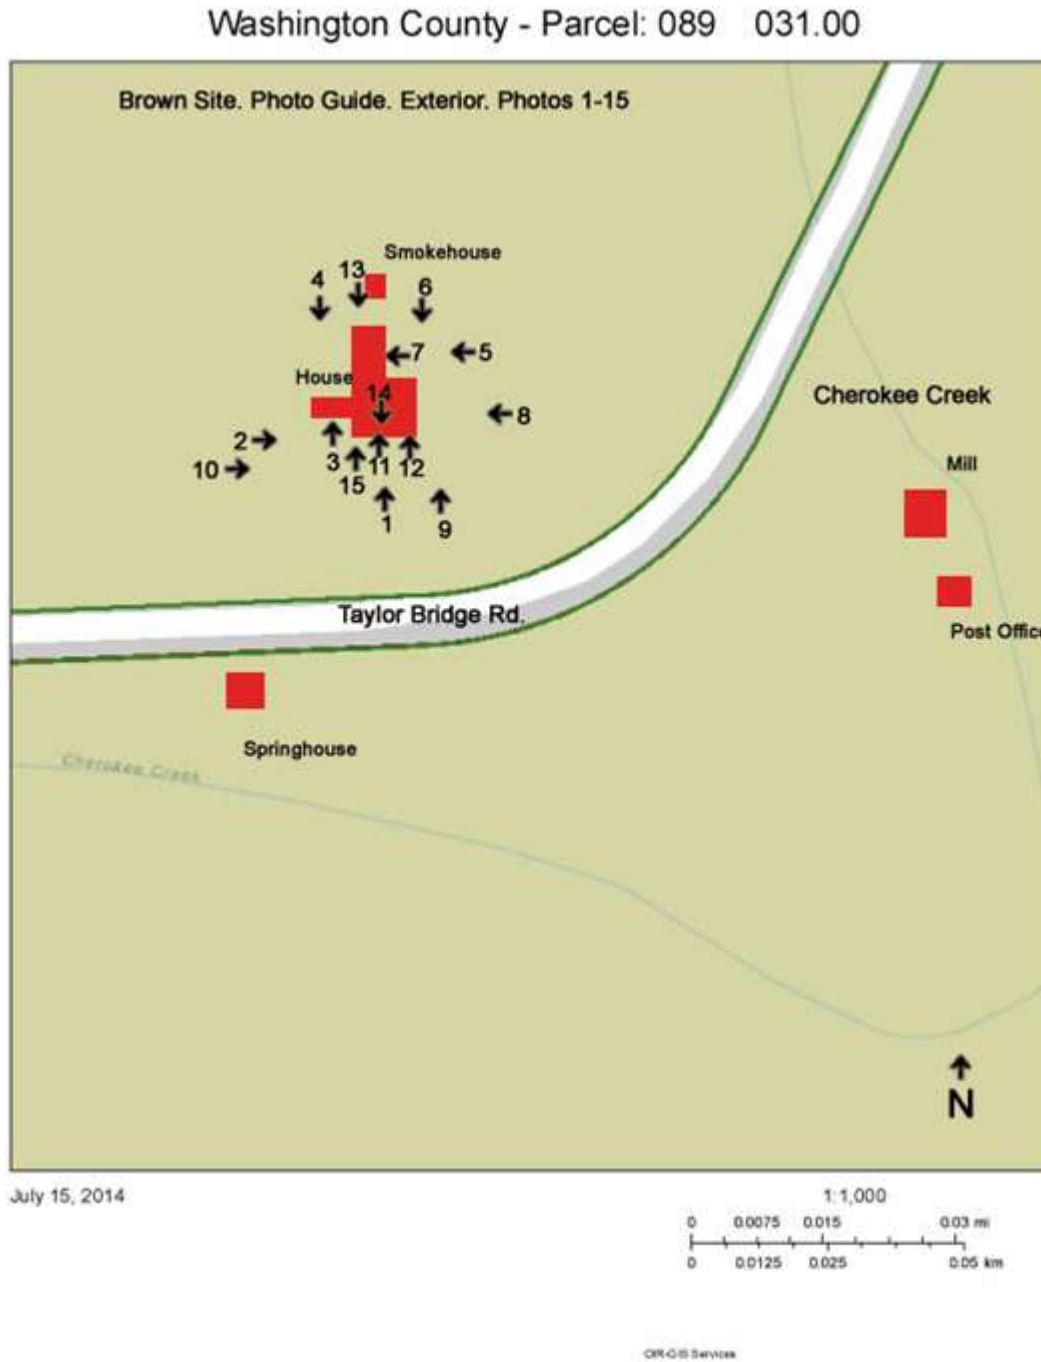 Washington County - Parcel: 089 031.00
Brown Site. Photo Guide. Exterior. Photos 1-15
Smokehouse
13
4
6
7
5
House
14
8
Cherokee Creek
2
3
11
12
10
15
Mill
1
9
Taylor Bridge Rd.
Post Office
Springhouse
Cherokee Creek
N
July 15, 2014
1:1,000
0 0.0075 0.015 0.03 mi
0 0.0125 0.025 0.05 km